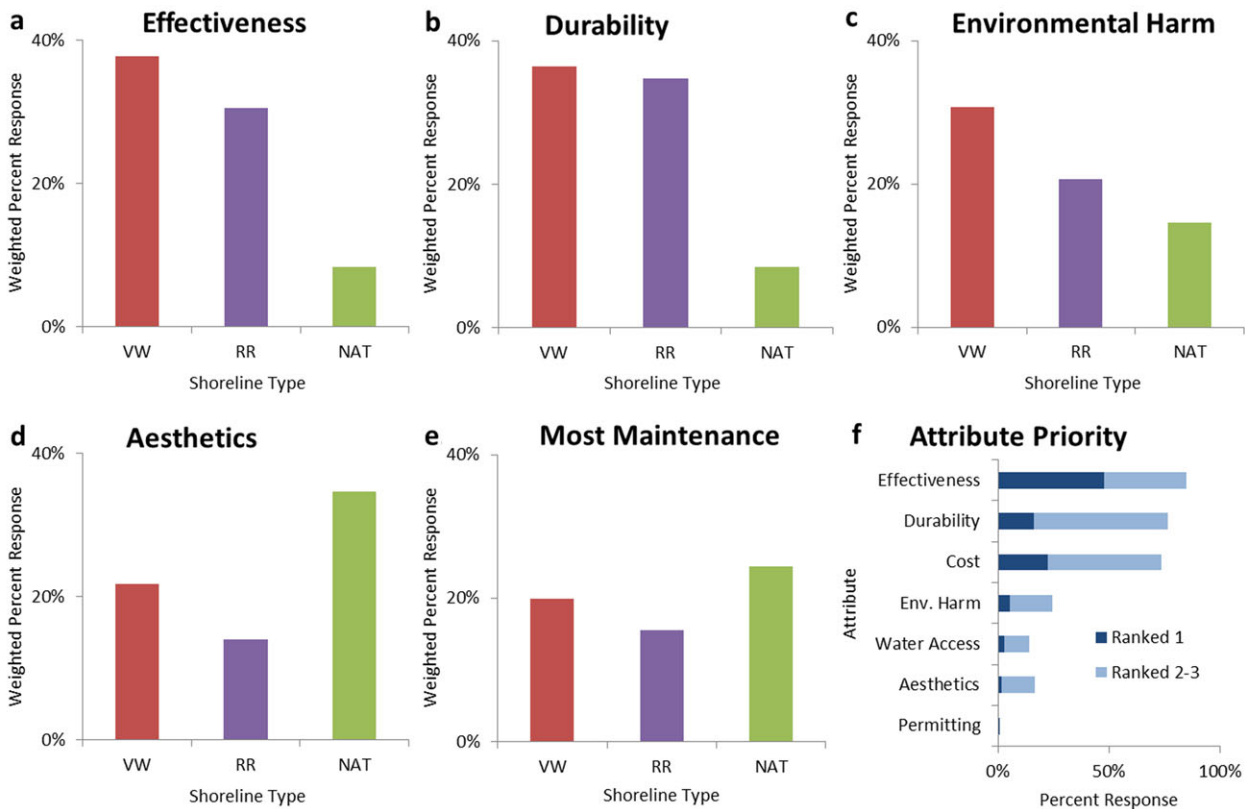 a Effectiveness
Weighted Percent Response
40%
20%
0%
VW RR NAT
Shoreline Type
b Durability
Weighted Percent Response
40%
20%
0%
VW RR NAT
Shoreline Type
c Environmental Harm
Weighted Percent Response
40%
20%
0%
VW RR NAT
Shoreline Type
d Aesthetics
Weighted Percent Response
40%
20%
0%
VW RR NAT
Shoreline Type
e Most Maintenance
Weighted Percent Response
40%
20%
0%
VW RR NAT
Shoreline Type
f Attribute Priority
Attribute
Effectiveness
Durability
Cost
Env. Harm
Water Access
Aesthetics
Permitting
Ranked 1
Ranked 2-3
0% 50% 100%
Percent Response